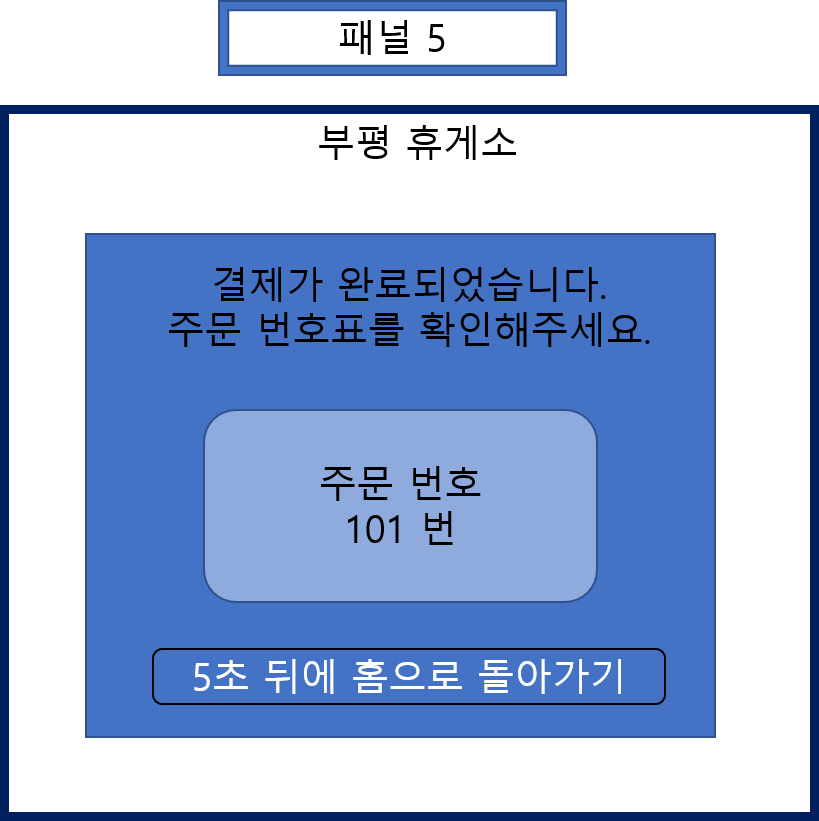 패널 5
부평 휴게소
결제가 완료되었습니다.
주문 번호표를 확인해주세요.
주문 번호
101 번
5초 뒤에 홈으로 돌아가기